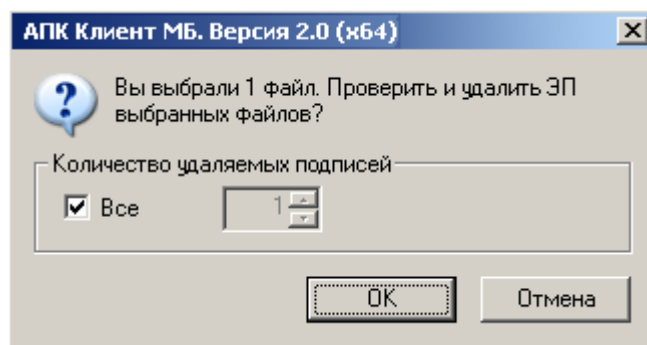 АПК Клиент МБ. Версия 2.0 (x64)
Вы выбрали 1 файл. Проверить и удалить ЭП
выбранных файлов?
Количество удаляемых подписей
Все 1
OK Отмена